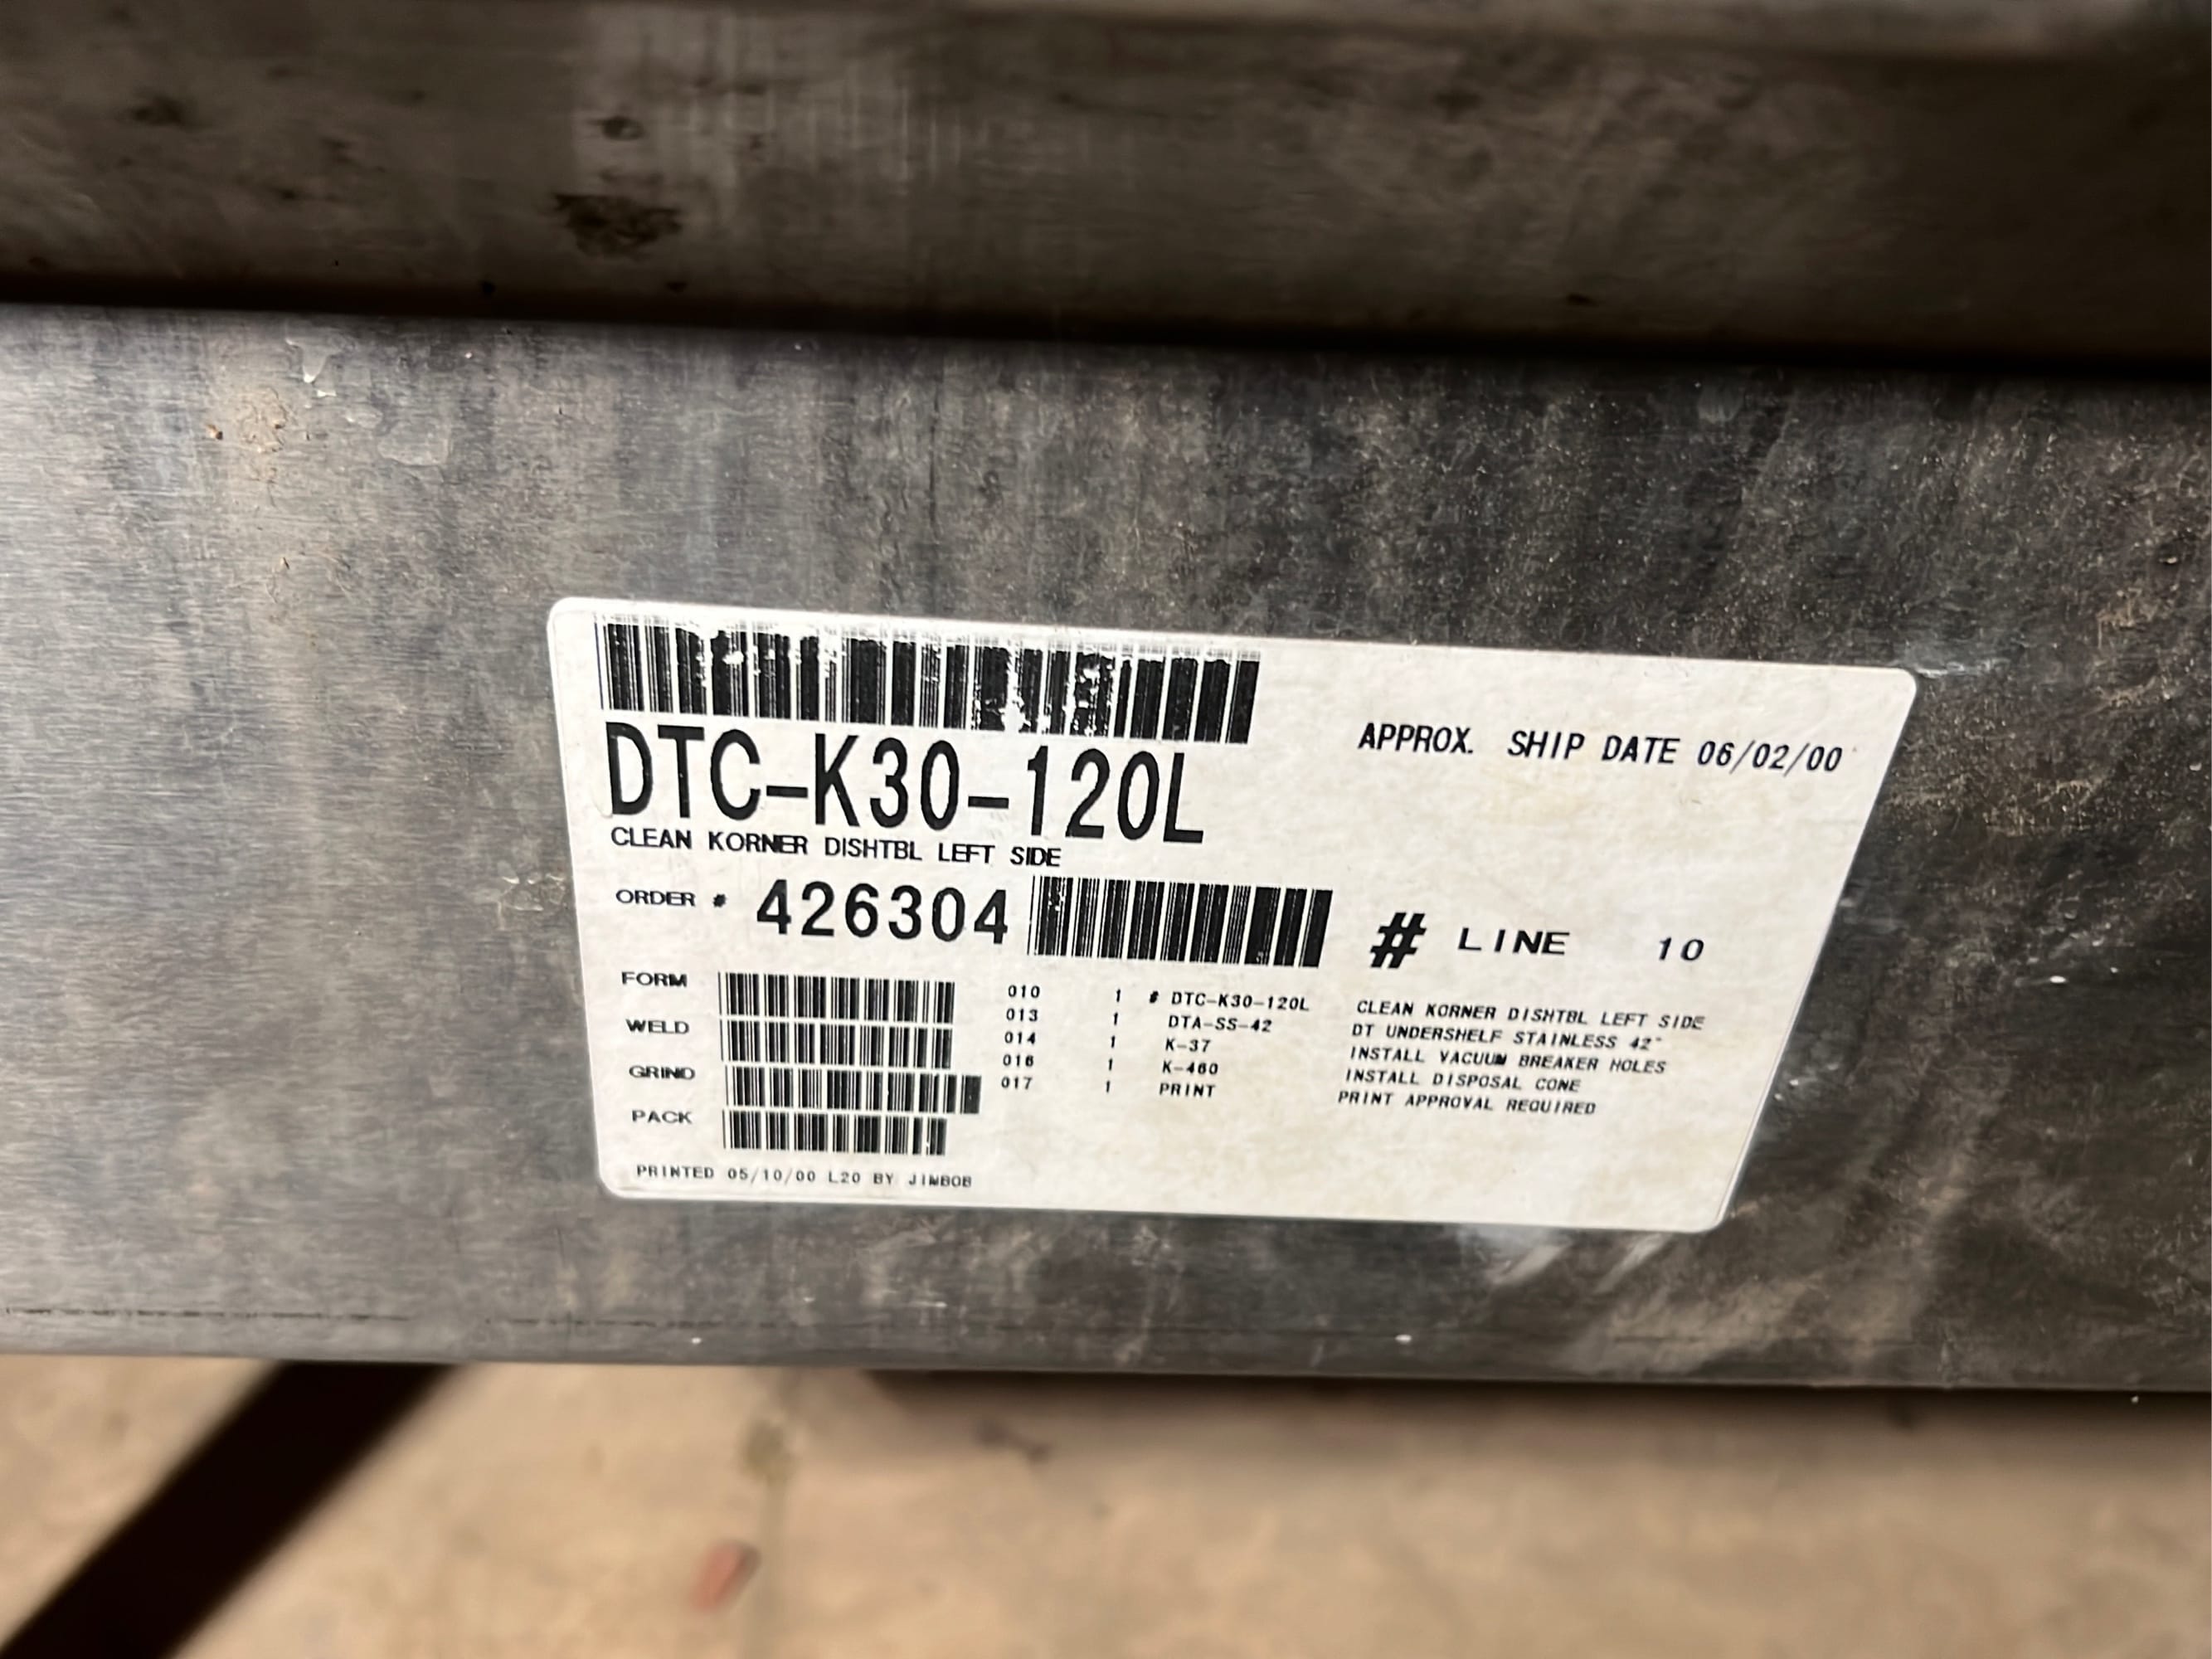 DTC-K30-120L
APPROX. SHIP DATE 06/02/00
CLEAN KORNER DISHTBL LEFT SIDE
ORDER # 426304 # LINE 10
FORM
WELD
GRIND
PACK
010 1 # DTC-K30-120L CLEAN KORNER DISHTBL LEFT SIDE
013 1 DTA-SS-42 DT UNDERSHELF STAINLESS 42"
014 1 K-37 INSTALL VACUUM BREAKER HOLES
016 1 K-460 INSTALL DISPOSAL CONE
017 1 PRINT PRINT APPROVAL REQUIRED
PRINTED 05/10/00 L20 BY JIMBOB